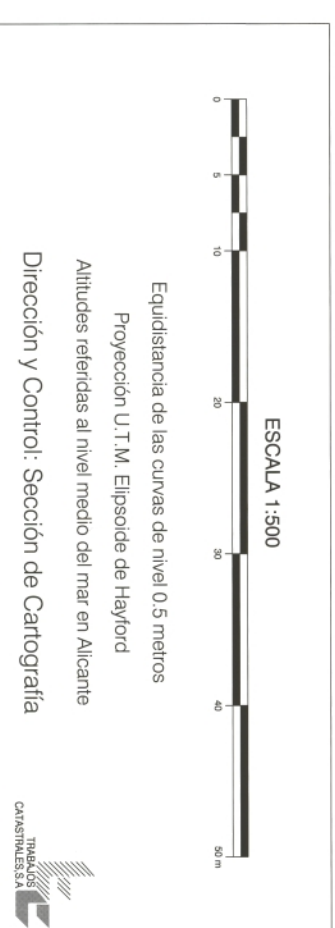 ESCALA 1:500
0 5 10 20 30 40 50 m
Equidistancia de las curvas de nivel 0.5 metros
Proyección U.T.M. Elipsoide de Hayford
Altitudes referidas al nivel medio del mar en Alicante
Dirección y Control: Sección de Cartografía
TRABAJOS
CATASTRALES,S.A